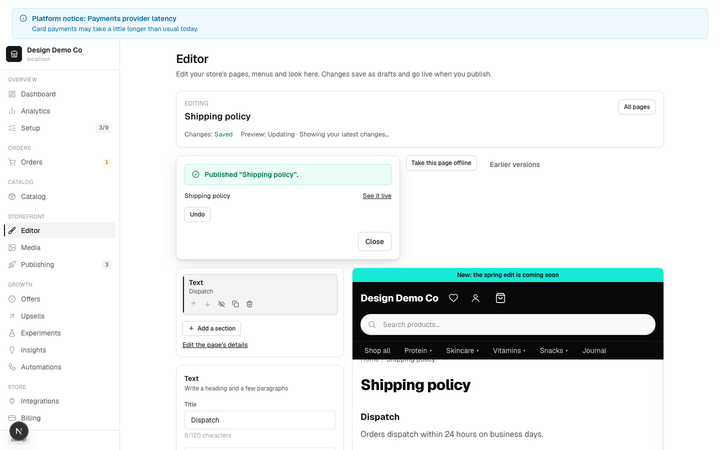 Platform notice: Payments provider latency
Card payments may take a little longer than usual today.
Design Demo Co
localhost
OVERVIEW
Dashboard
Analytics
Setup 3/9
ORDERS
Orders 1
CATALOG
Catalog
STOREFRONT
Editor
Media
Publishing 3
GROWTH
Offers
Upsells
Experiments
Insights
Automations
STORE
Integrations
Billing
N
Editor
Edit your store's pages, menus and look here. Changes save as drafts and go live when you publish.
EDITING
Shipping policy
All pages
Changes: Saved Preview: Updating · Showing your latest changes…
Published “Shipping policy”.
Shipping policy See it live
Undo
Close
Take this page offline
Earlier versions
Text
Dispatch
Add a section
Edit the page's details
Text
Write a heading and a few paragraphs
Title
Dispatch
8/120 characters
New: the spring edit is coming soon
Design Demo Co
Search products...
Shop all Protein Skincare Vitamins Snacks Journal
Shipping policy
Shipping policy
Dispatch
Orders dispatch within 24 hours on business days.